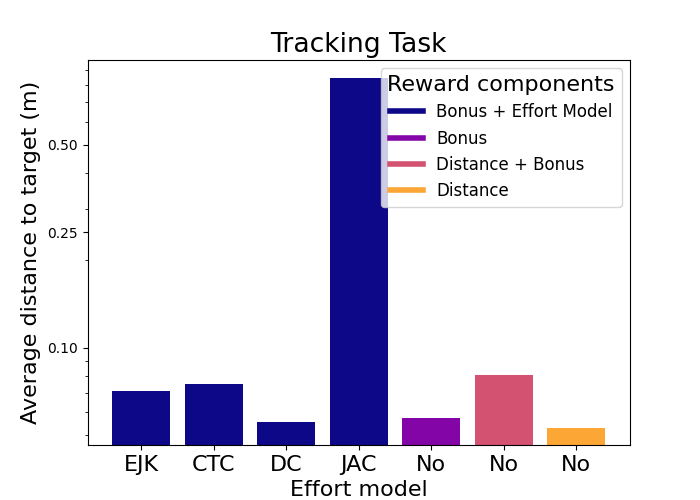 Tracking Task
Average distance to target (m)
0.50
0.25
0.10
Reward components
Bonus + Effort Model
Bonus
Distance + Bonus
Distance
EJK CTC DC JAC No No No
Effort model